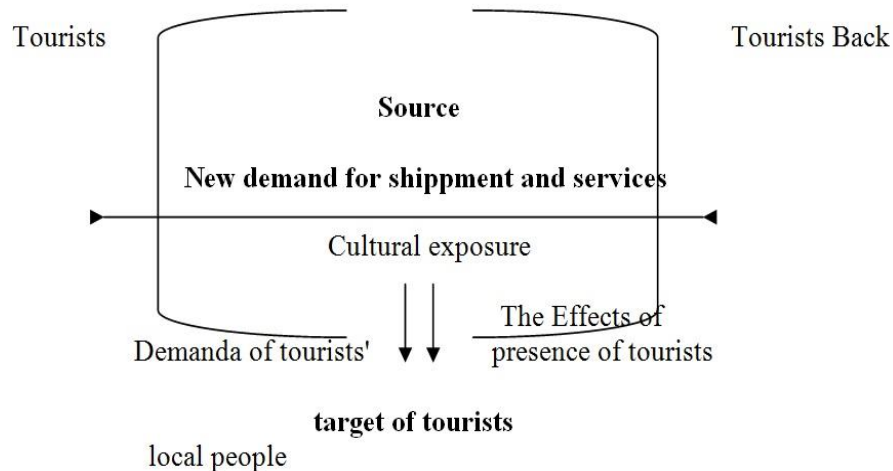 Tourists
Tourists Back
Source
New demand for shippment and services
Cultural exposure
The Effects of
Demanda of tourists'
presence of tourists
target of tourists
local people